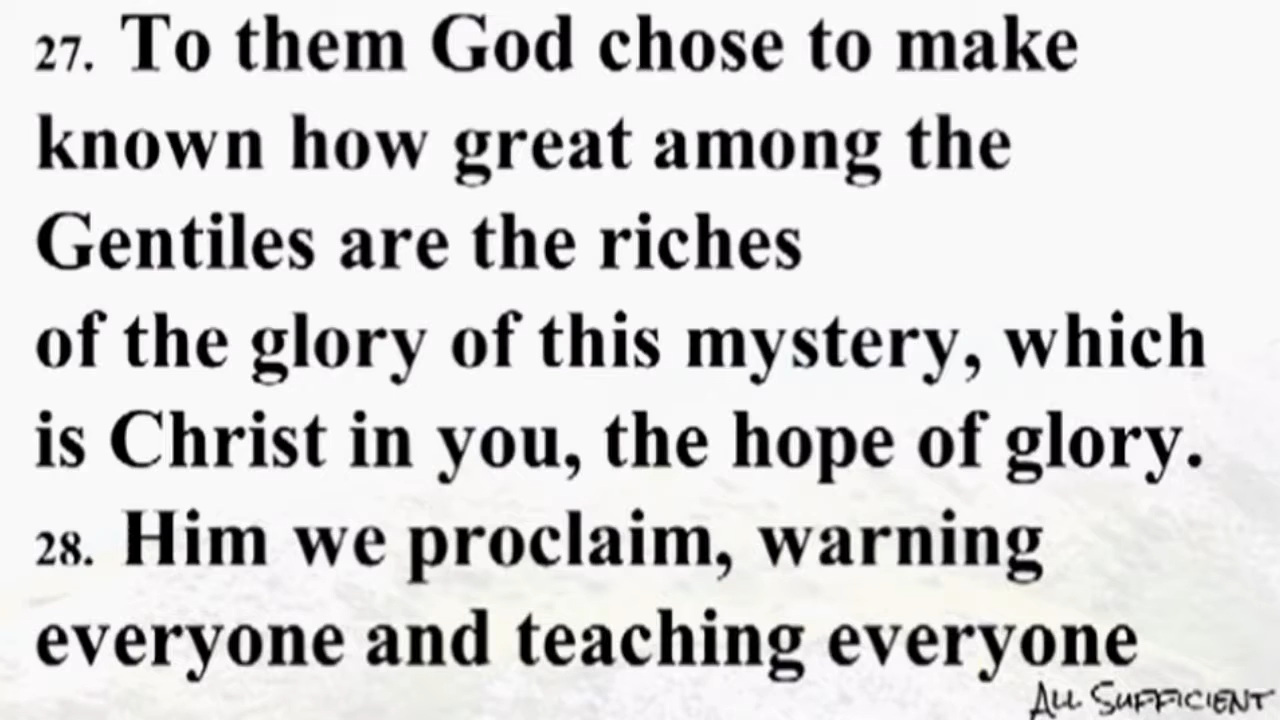 27. To them God chose to make
known how great among the
Gentiles are the riches
of the glory of this mystery, which
is Christ in you, the hope of glory.
28. Him we proclaim, warning
everyone and teaching everyone
ALL SUFFICIENT